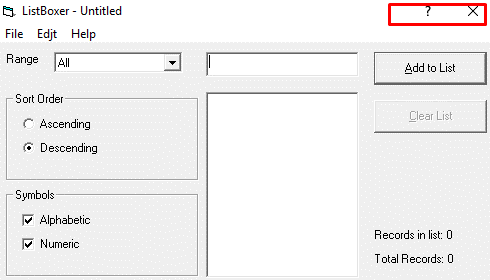 ListBoxer - Untitled ?
File Edjt Help
Range All Add to List
Sort Order
Ascending
Descending
Clear List
Symbols
Alphabetic
Numeric
Records in list: 0
Total Records: 0